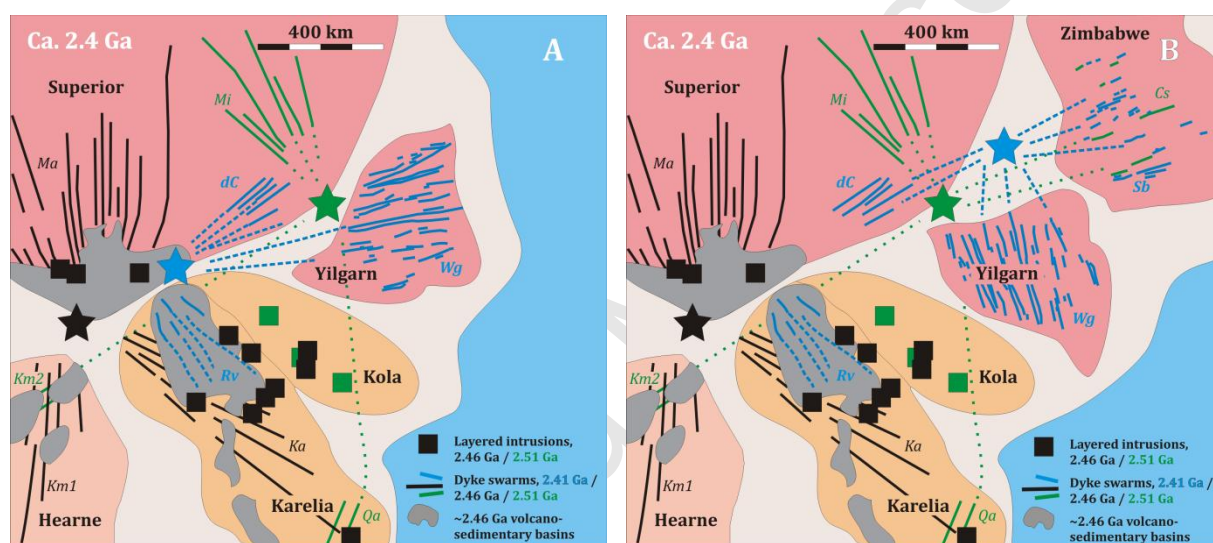 Ca. 2.4 Ga
400 km
A
Superior
Mi
Ma
dC
Yilgarn
Wg
Km2
Rv
Kola
Ka
Km1
Hearne
Karelia
Qa
Layered intrusions,
2.46 Ga / 2.51 Ga
Dyke swarms, 2.41 Ga /
2.46 Ga / 2.51 Ga
~2.46 Ga volcano-
sedimentary basins
Ca. 2.4 Ga
400 km
Zimbabwe
B
Superior
Mi
Cs
Ma
dC
Sb
Yilgarn
Wg
Km2
Rv
Kola
Ka
Km1
Hearne
Karelia
Qa
Layered intrusions,
2.46 Ga / 2.51 Ga
Dyke swarms, 2.41 Ga /
2.46 Ga / 2.51 Ga
~2.46 Ga volcano-
sedimentary basins